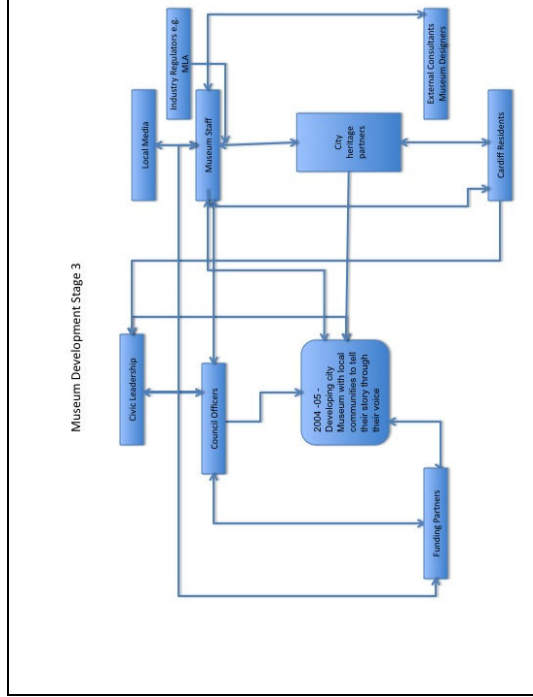 Museum Development Stage 3
Civic Leadership
Local Media
Industry Regulators e.g.
MLA
Council Officers
Museum Staff
2004 -05 -
Developing city
Museum with local
communities to tell
their story through
their voice
City
heritage
partners
Funding Partners
External Consultants
Museum Designers
Cardiff Residents